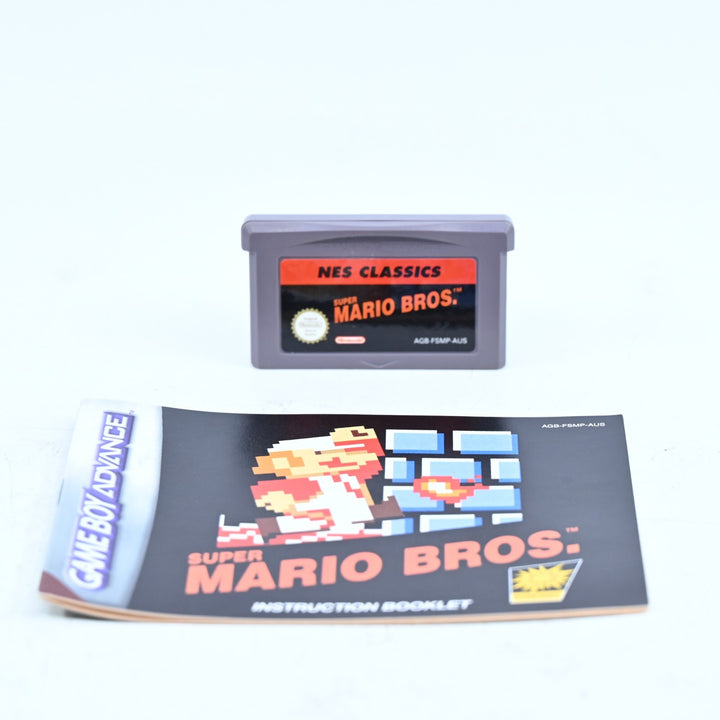 NES CLASSICS
SUPER
MARIO BROS.™
Nintendo
AGB-FSMP-AUS
AGB-FSMP-AUS
GAME BOY ADVANCE
SUPER
MARIO BROS.™
INSTRUCTION BOOKLET